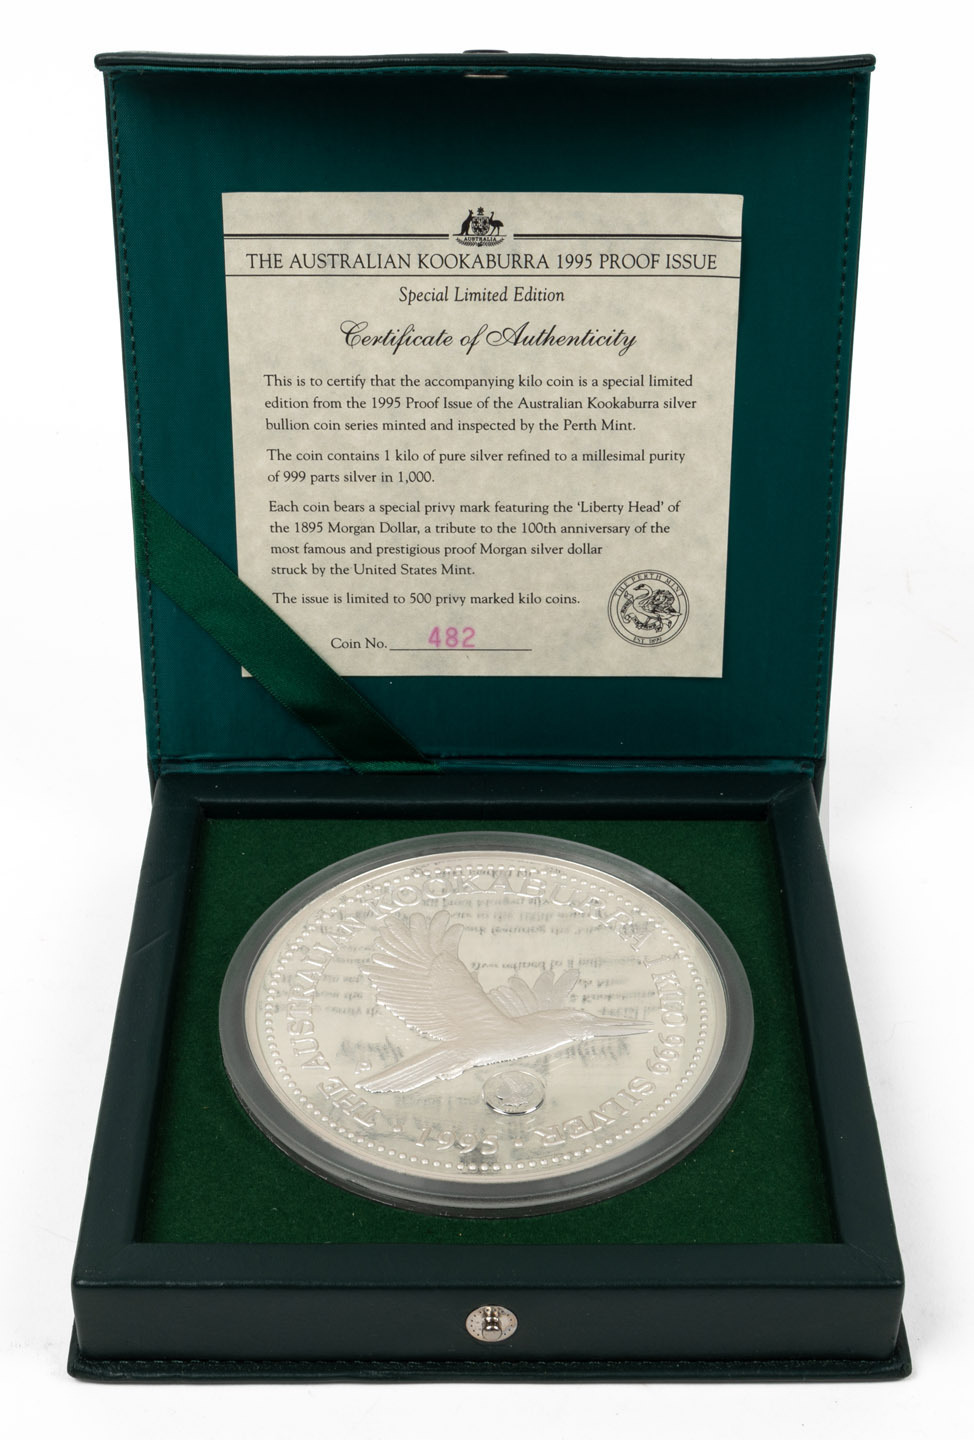 AUSTRALIA
THE AUSTRALIAN KOOKABURRA 1995 PROOF ISSUE
Special Limited Edition
Certificate of Authenticity
This is to certify that the accompanying kilo coin is a special limited
edition from the 1995 Proof Issue of the Australian Kookaburra silver
bullion coin series minted and inspected by the Perth Mint.
The coin contains 1 kilo of pure silver refined to a millesimal purity
of 999 parts silver in 1,000.
Each coin bears a special privy mark featuring the ‘Liberty Head’ of
the 1895 Morgan Dollar, a tribute to the 100th anniversary of the
most famous and prestigious proof Morgan silver dollar
struck by the United States Mint.
The issue is limited to 500 privy marked kilo coins.
THE PERTH MINT
EST 1899
Coin No. 482
THE AUSTRALIAN KOOKABURRA
1 KILO 999 SILVER
1995